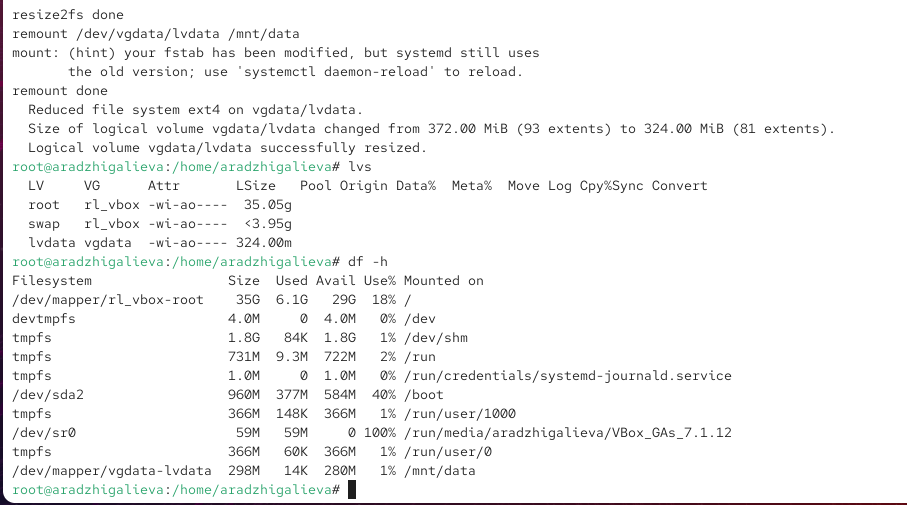 resize2fs done
remount /dev/vgdata/lvdata /mnt/data
mount: (hint) your fstab has been modified, but systemd still uses
       the old version; use 'systemctl daemon-reload' to reload.
remount done
  Reduced file system ext4 on vgdata/lvdata.
  Size of logical volume vgdata/lvdata changed from 372.00 MiB (93 extents) to 324.00 MiB (81 extents).
  Logical volume vgdata/lvdata successfully resized.
root@aradzhigalieva:/home/aradzhigalieva# lvs
  LV     VG      Attr       LSize   Pool Origin Data%  Meta%  Move Log Cpy%Sync Convert
  root   rl_vbox -wi-ao----  35.05g
  swap   rl_vbox -wi-ao----  <3.95g
  lvdata vgdata  -wi-ao---- 324.00m
root@aradzhigalieva:/home/aradzhigalieva# df -h
Filesystem                 Size  Used Avail Use% Mounted on
/dev/mapper/rl_vbox-root    35G  6.1G   29G  18% /
devtmpfs                   4.0M     0  4.0M   0% /dev
tmpfs                      1.8G   84K  1.8G   1% /dev/shm
tmpfs                      731M  9.3M  722M   2% /run
tmpfs                      1.0M     0  1.0M   0% /run/credentials/systemd-journald.service
/dev/sda2                  960M  377M  584M  40% /boot
tmpfs                      366M  148K  366M   1% /run/user/1000
/dev/sr0                    59M   59M     0 100% /run/media/aradzhigalieva/VBox_GAs_7.1.12
tmpfs                      366M   60K  366M   1% /run/user/0
/dev/mapper/vgdata-lvdata  298M   14K  280M   1% /mnt/data
root@aradzhigalieva:/home/aradzhigalieva#